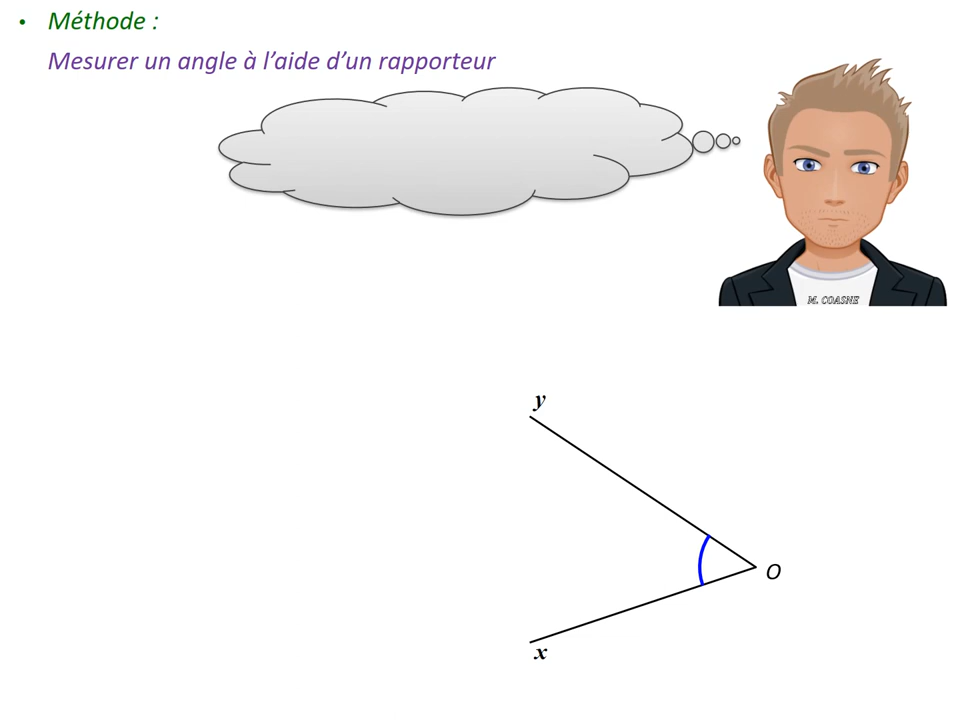 • Méthode :
Mesurer un angle à l’aide d’un rapporteur
M. COASNE
y
O
x